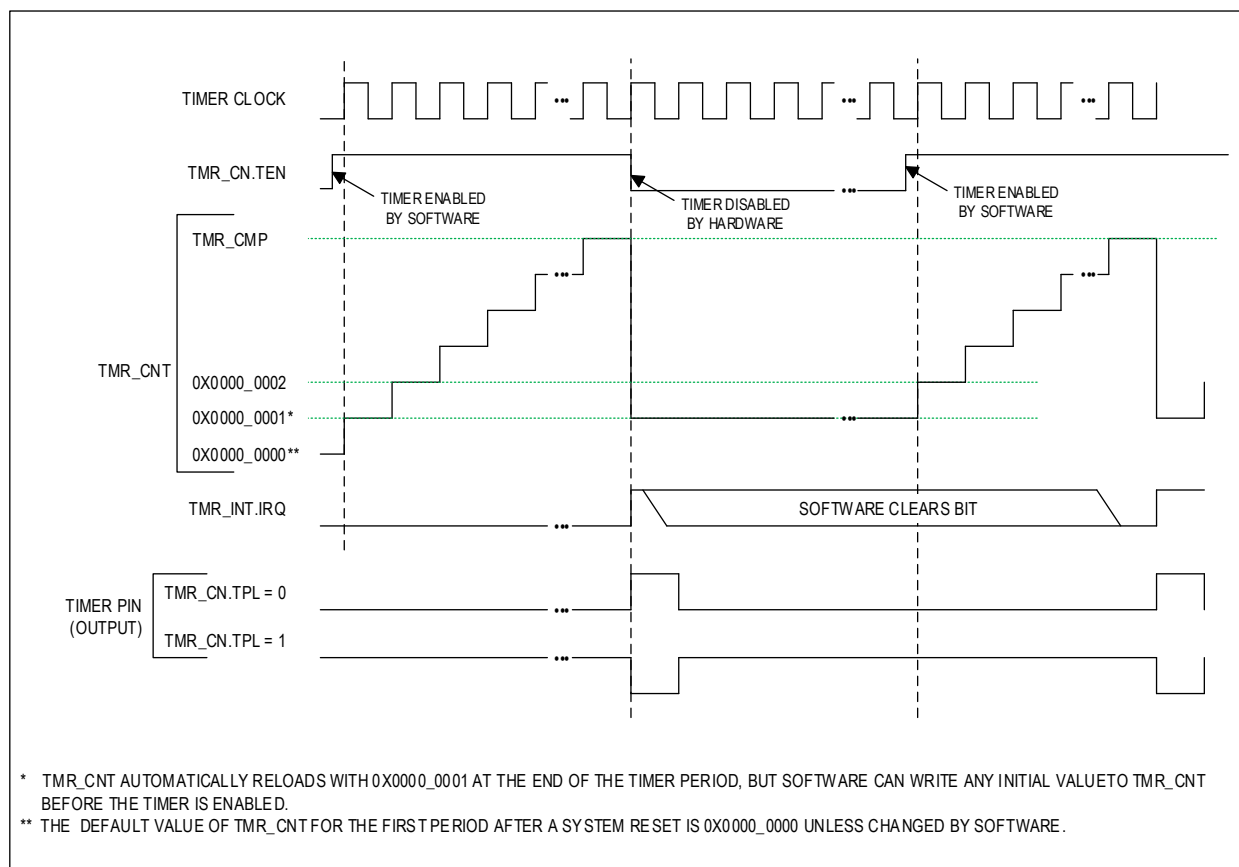 TIMER CLOCK
TMR_CN.TEN
TIMER ENABLED
BY SOFTWARE
TIMER DISABLED
BY HARDWARE
TIMER ENABLED
BY SOFTWARE
TMR_CMP
TMR_CNT
0X0000_0002
0X0000_0001*
0X0000_0000**
TMR_INT.IRQ
SOFTWARE CLEARS BIT
TIMER PIN
(OUTPUT)
TMR_CN.TPL = 0
TMR_CN.TPL = 1
* TMR_CNT AUTOMATICALLY RELOADS WITH 0X0000_0001 AT THE END OF THE TIMER PERIOD, BUT SOFTWARE CAN WRITE ANY INITIAL VALUETO TMR_CNT
BEFORE THE TIMER IS ENABLED.
** THE DEFAULT VALUE OF TMR_CNT FOR THE FIRST PERIOD AFTER A SYSTEM RESET IS 0X0000_0000 UNLESS CHANGED BY SOFTWARE.